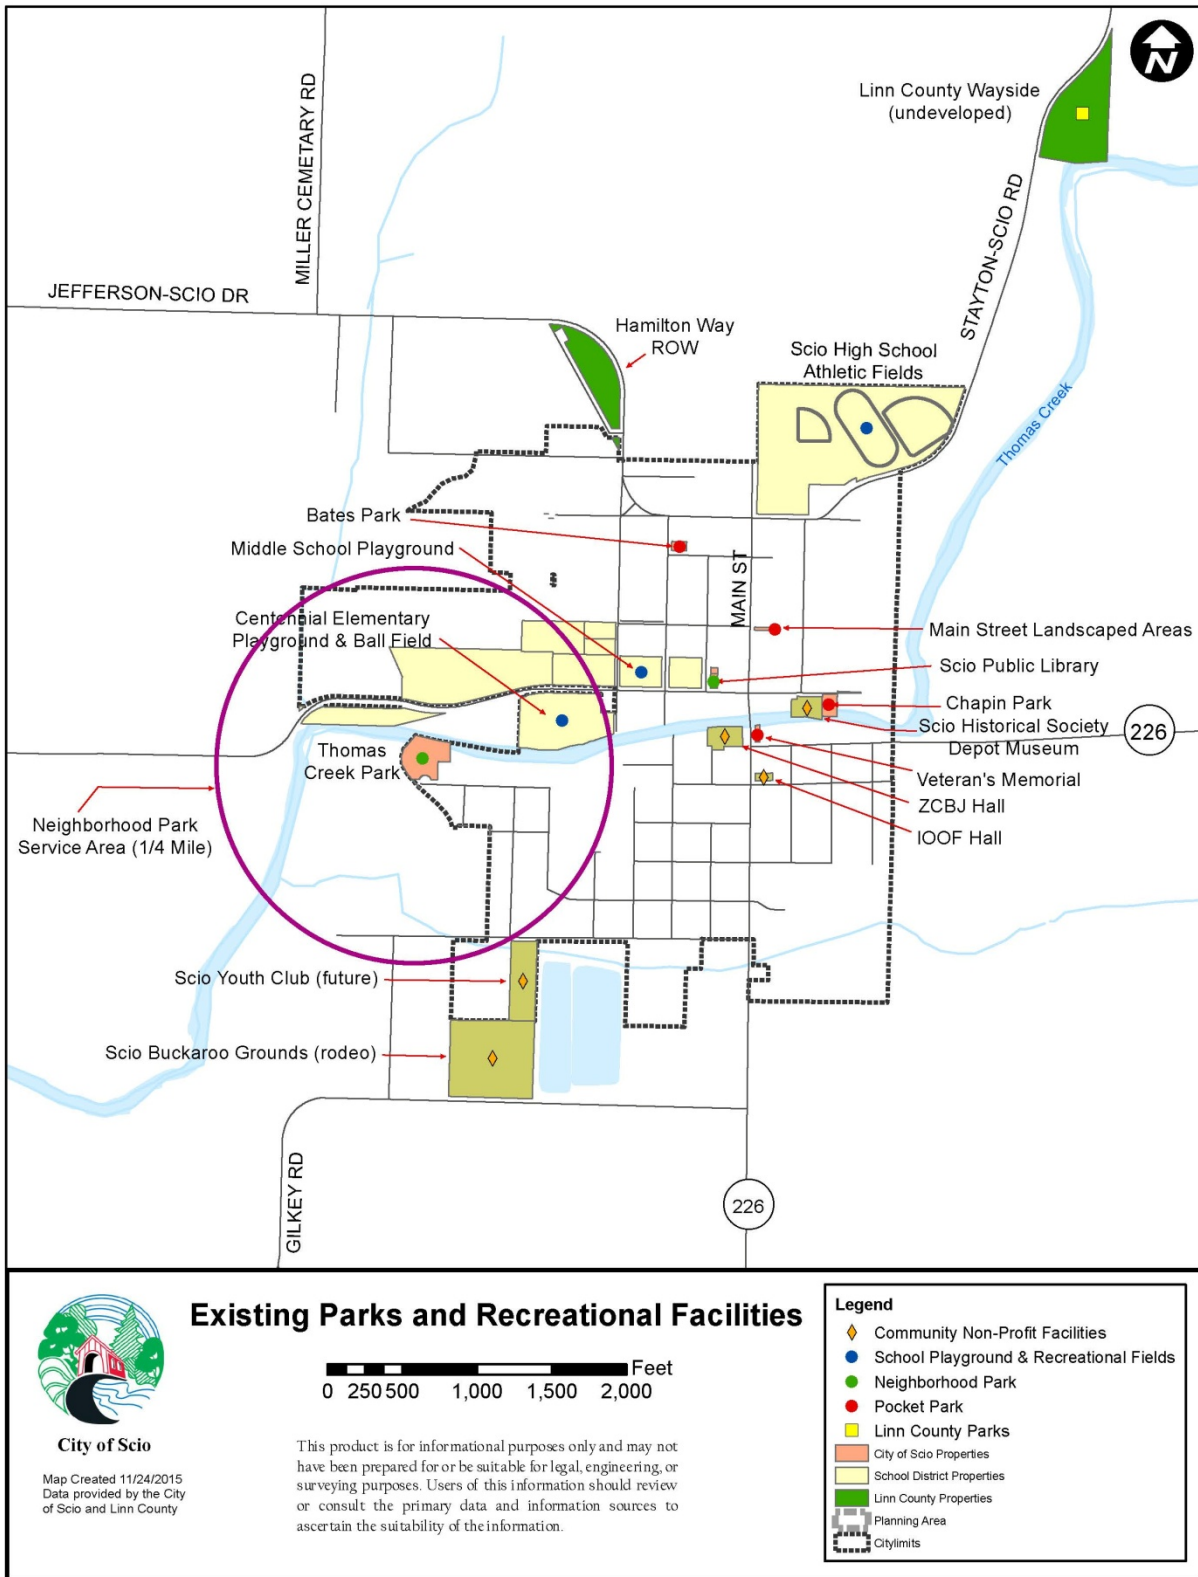 N
Linn County Wayside
(undeveloped)
MILLER CEMETARY RD
STAYTON-SCIO RD
JEFFERSON-SCIO DR
Hamilton Way
ROW
Scio High School
Athletic Fields
Thomas Creek
Bates Park
Middle School Playground
MAIN ST
Centennial Elementary
Playground & Ball Field
Main Street Landscaped Areas
Scio Public Library
Chapin Park
Scio Historical Society
Depot Museum
226
Thomas
Creek Park
Veteran's Memorial
ZCBJ Hall
IOOF Hall
Neighborhood Park
Service Area (1/4 Mile)
Scio Youth Club (future)
Scio Buckaroo Grounds (rodeo)
GILKEY RD
226
City of Scio
Map Created 11/24/2015
Data provided by the City
of Scio and Linn County
Existing Parks and Recreational Facilities
Feet
0 250 500 1,000 1,500 2,000
This product is for informational purposes only and may not
have been prepared for or be suitable for legal, engineering, or
surveying purposes. Users of this information should review
or consult the primary data and information sources to
ascertain the suitability of the information.
Legend
Community Non-Profit Facilities
School Playground & Recreational Fields
Neighborhood Park
Pocket Park
Linn County Parks
City of Scio Properties
School District Properties
Linn County Properties
Planning Area
Citylimits